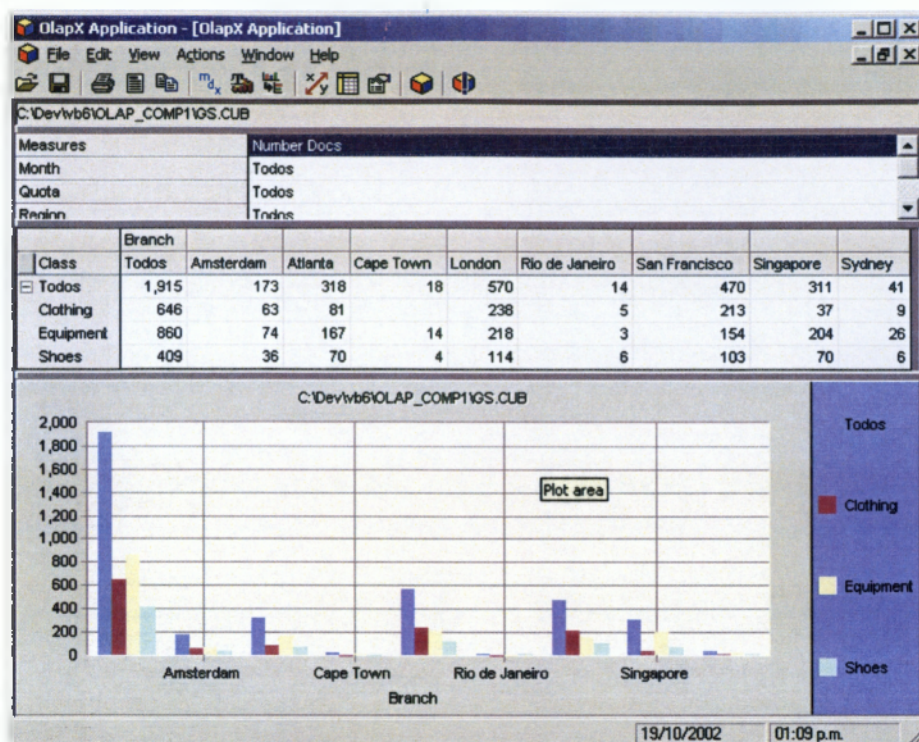 OlapX Application - [OlapX Application]
File Edit View Actions Window Help
C:\Dev\vb6\OLAP_COMP1\GS.CUB
Measures Number Docs
Month Todos
Quota Todos
Region Todos
Branch
Class Todos Amsterdam Atlanta Cape Town London Rio de Janeiro San Francisco Singapore Sydney
Todos 1,915 173 318 18 570 14 470 311 41
Clothing 646 63 81 238 5 213 37 9
Equipment 860 74 167 14 218 3 154 204 26
Shoes 409 36 70 4 114 6 103 70 6
C:\Dev\vb6\OLAP_COMP1\GS.CUB
2,000
1,800
1,600
1,400
1,200
1,000
800
600
400
200
0
Plot area
Amsterdam Cape Town Rio de Janeiro Singapore
Branch
Todos
Clothing
Equipment
Shoes
19/10/2002 01:09 p.m.